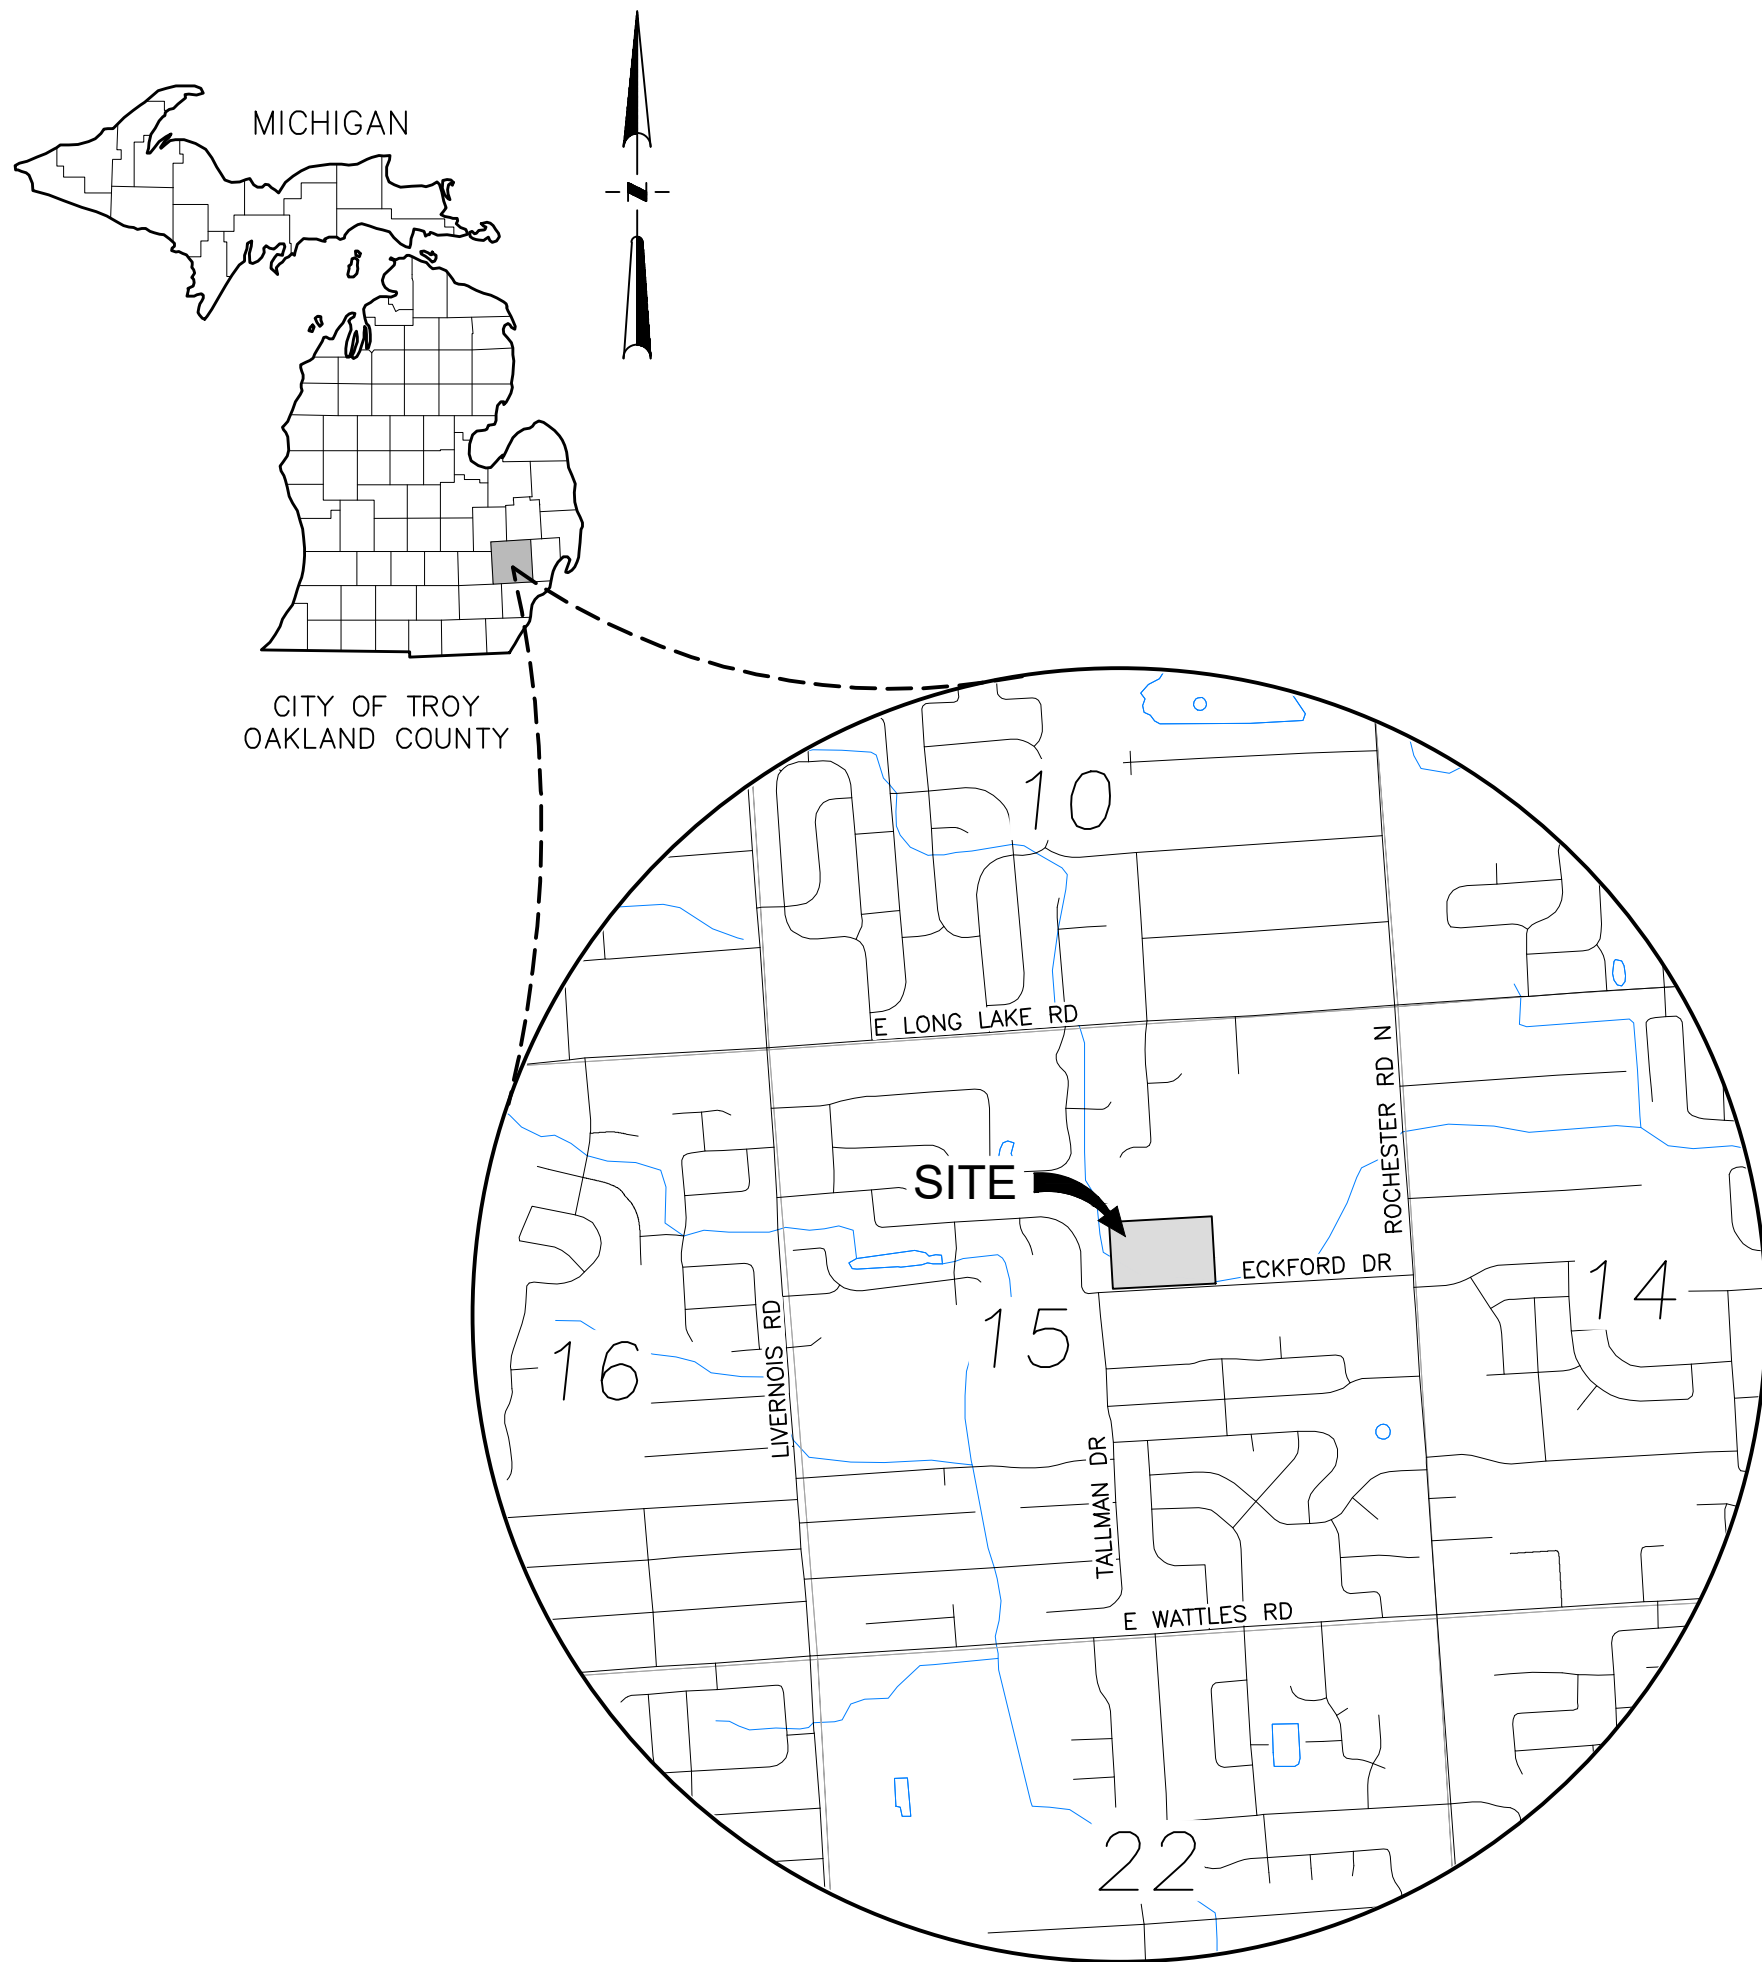 MICHIGAN
N
CITY OF TROY
OAKLAND COUNTY
10
E LONG LAKE RD
ROCHESTER RD N
SITE
ECKFORD DR
14
15
16
LIVERNOIS RD
TALLMAN DR
E WATTLES RD
22